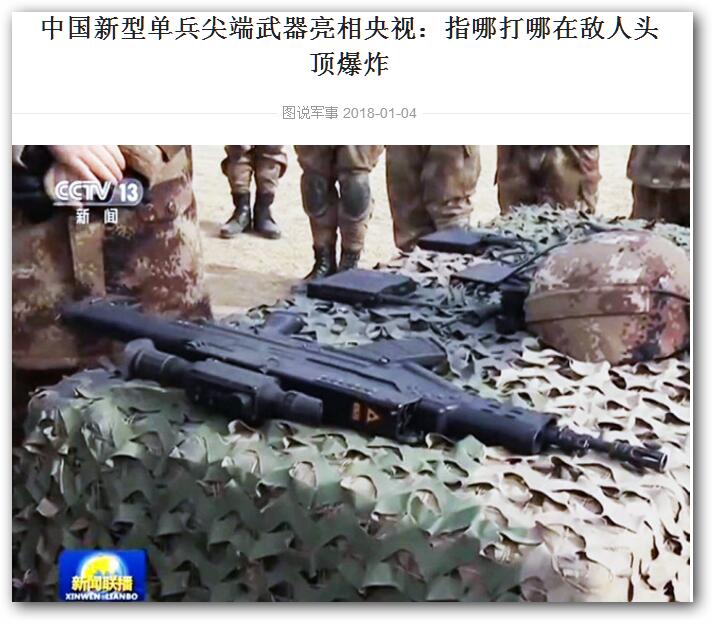 中国新型单兵尖端武器亮相央视：指哪打哪在敌人头
顶爆炸
图说军事 2018-01-04
CCTV 13
新闻
新闻联播
XINWEN LIANBO